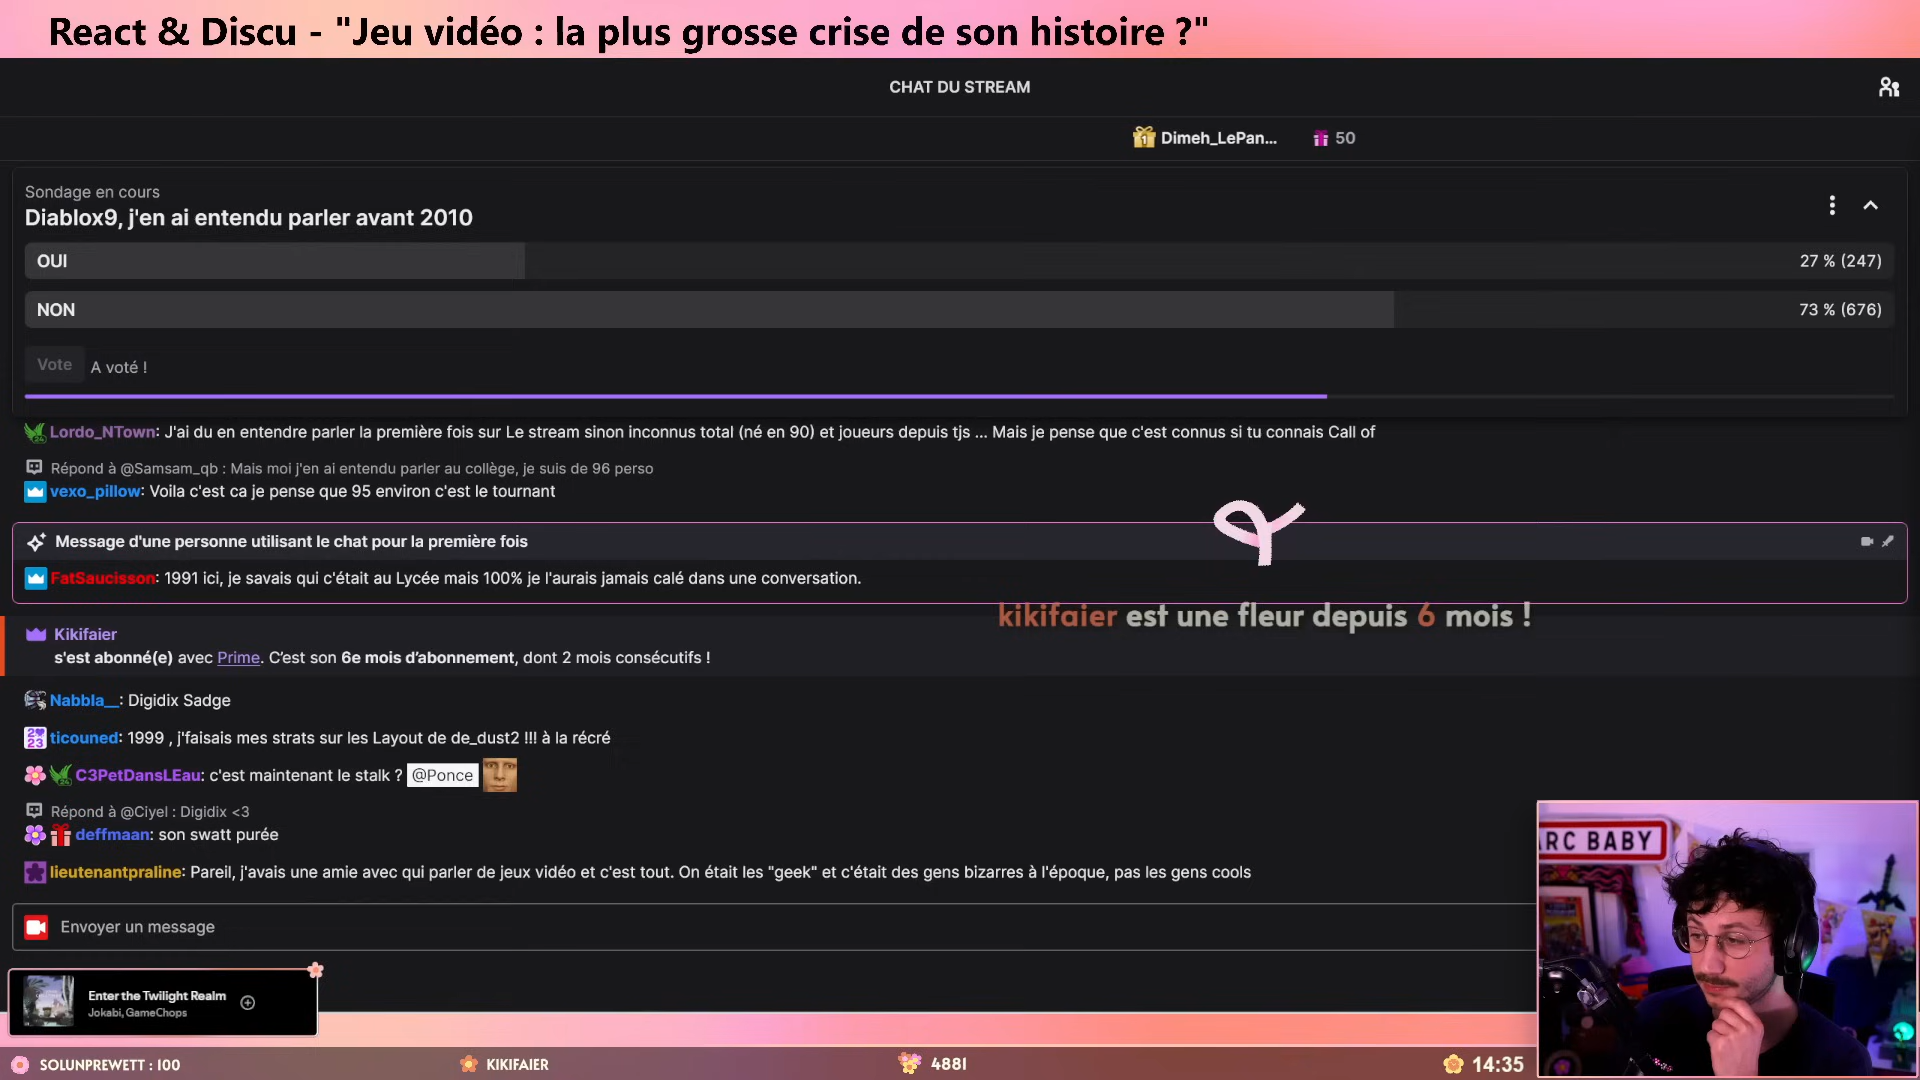 React & Discu - "Jeu vidéo : la plus grosse crise de son histoire ?"
CHAT DU STREAM
1 Dimeh_LePan... 50
Sondage en cours
Diablox9, j'en ai entendu parler avant 2010
OUI 27 % (247)
NON 73 % (676)
Vote A voté !
Lordo_NTown: J'ai du en entendre parler la première fois sur Le stream sinon inconnus total (né en 90) et joueurs depuis tjs ... Mais je pense que c'est connus si tu connais Call of
Répond à @Samsam_qb : Mais moi j'en ai entendu parler au collège, je suis de 96 perso
vexo_pillow: Voila c'est ca je pense que 95 environ c'est le tournant
Message d'une personne utilisant le chat pour la première fois
FatSaucisson: 1991 ici, je savais qui c'était au Lycée mais 100% je l'aurais jamais calé dans une conversation.
kikifaier est une fleur depuis 6 mois !
Kikifaier
s'est abonné(e) avec Prime. C'est son 6e mois d'abonnement, dont 2 mois consécutifs !
Nabbla__: Digidix Sadge
ticouned: 1999 , j'faisais mes strats sur les Layout de de_dust2 !!! à la récré
C3PetDansLEau: c'est maintenant le stalk ? @Ponce
Répond à @Ciyel : Digidix <3
deffmaan: son swatt purée
lieutenantpraline: Pareil, j'avais une amie avec qui parler de jeux vidéo et c'est tout. On était les "geek" et c'était des gens bizarres à l'époque, pas les gens cools
ARC BABY
Envoyer un message
Enter the Twilight Realm
Jokabi, GameChops
SOLUNPREWETT : 100 KIKIFAIER 4881 14:35